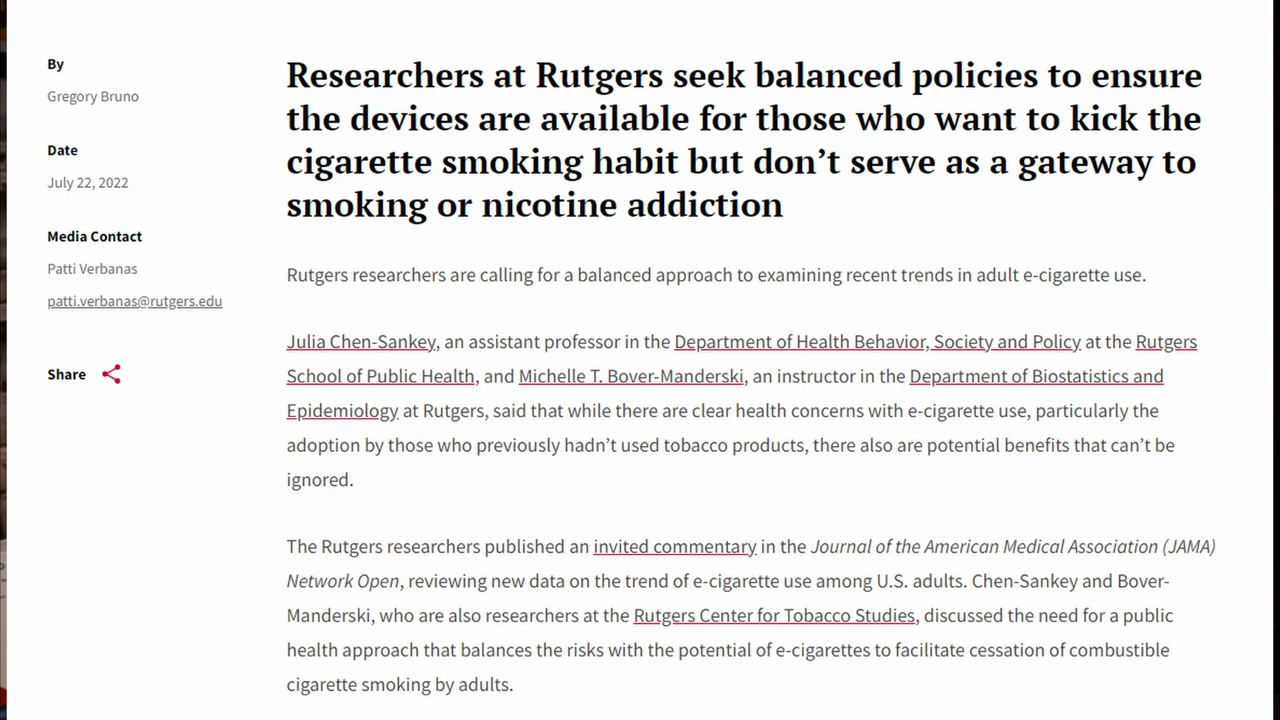 By
Gregory Bruno
Date
July 22, 2022
Media Contact
Patti Verbanas
patti.verbanas@rutgers.edu
Share
Researchers at Rutgers seek balanced policies to ensure
the devices are available for those who want to kick the
cigarette smoking habit but don’t serve as a gateway to
smoking or nicotine addiction
Rutgers researchers are calling for a balanced approach to examining recent trends in adult e-cigarette use.
Julia Chen-Sankey, an assistant professor in the Department of Health Behavior, Society and Policy at the Rutgers
School of Public Health, and Michelle T. Bover-Manderski, an instructor in the Department of Biostatistics and
Epidemiology at Rutgers, said that while there are clear health concerns with e-cigarette use, particularly the
adoption by those who previously hadn’t used tobacco products, there also are potential benefits that can’t be
ignored.
The Rutgers researchers published an invited commentary in the Journal of the American Medical Association (JAMA)
Network Open, reviewing new data on the trend of e-cigarette use among U.S. adults. Chen-Sankey and Bover-
Manderski, who are also researchers at the Rutgers Center for Tobacco Studies, discussed the need for a public
health approach that balances the risks with the potential of e-cigarettes to facilitate cessation of combustible
cigarette smoking by adults.